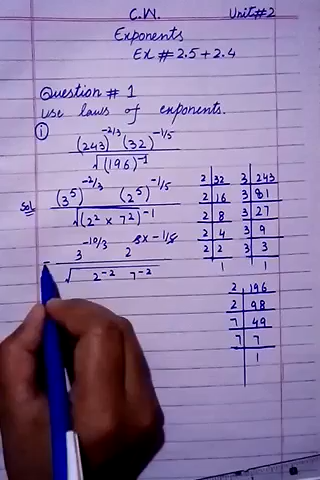 C.W. Unit#2
Exponents
Ex # 2.5 + 2.4
Question # 1
Use laws of exponents.
① (243)^-2/3 (32)^-1/5
√(196)^-1
Sol (3^5)^-2/3 (2^5)^-1/5
√(2^2 × 7^2)^-1
= 3^-10/3 2^5×-1/5
√2^-2 7^-2
2 32
2 16
2 8
2 4
2 2
1
3 243
3 81
3 27
3 9
3 3
1
2 196
2 98
7 49
7 7
1